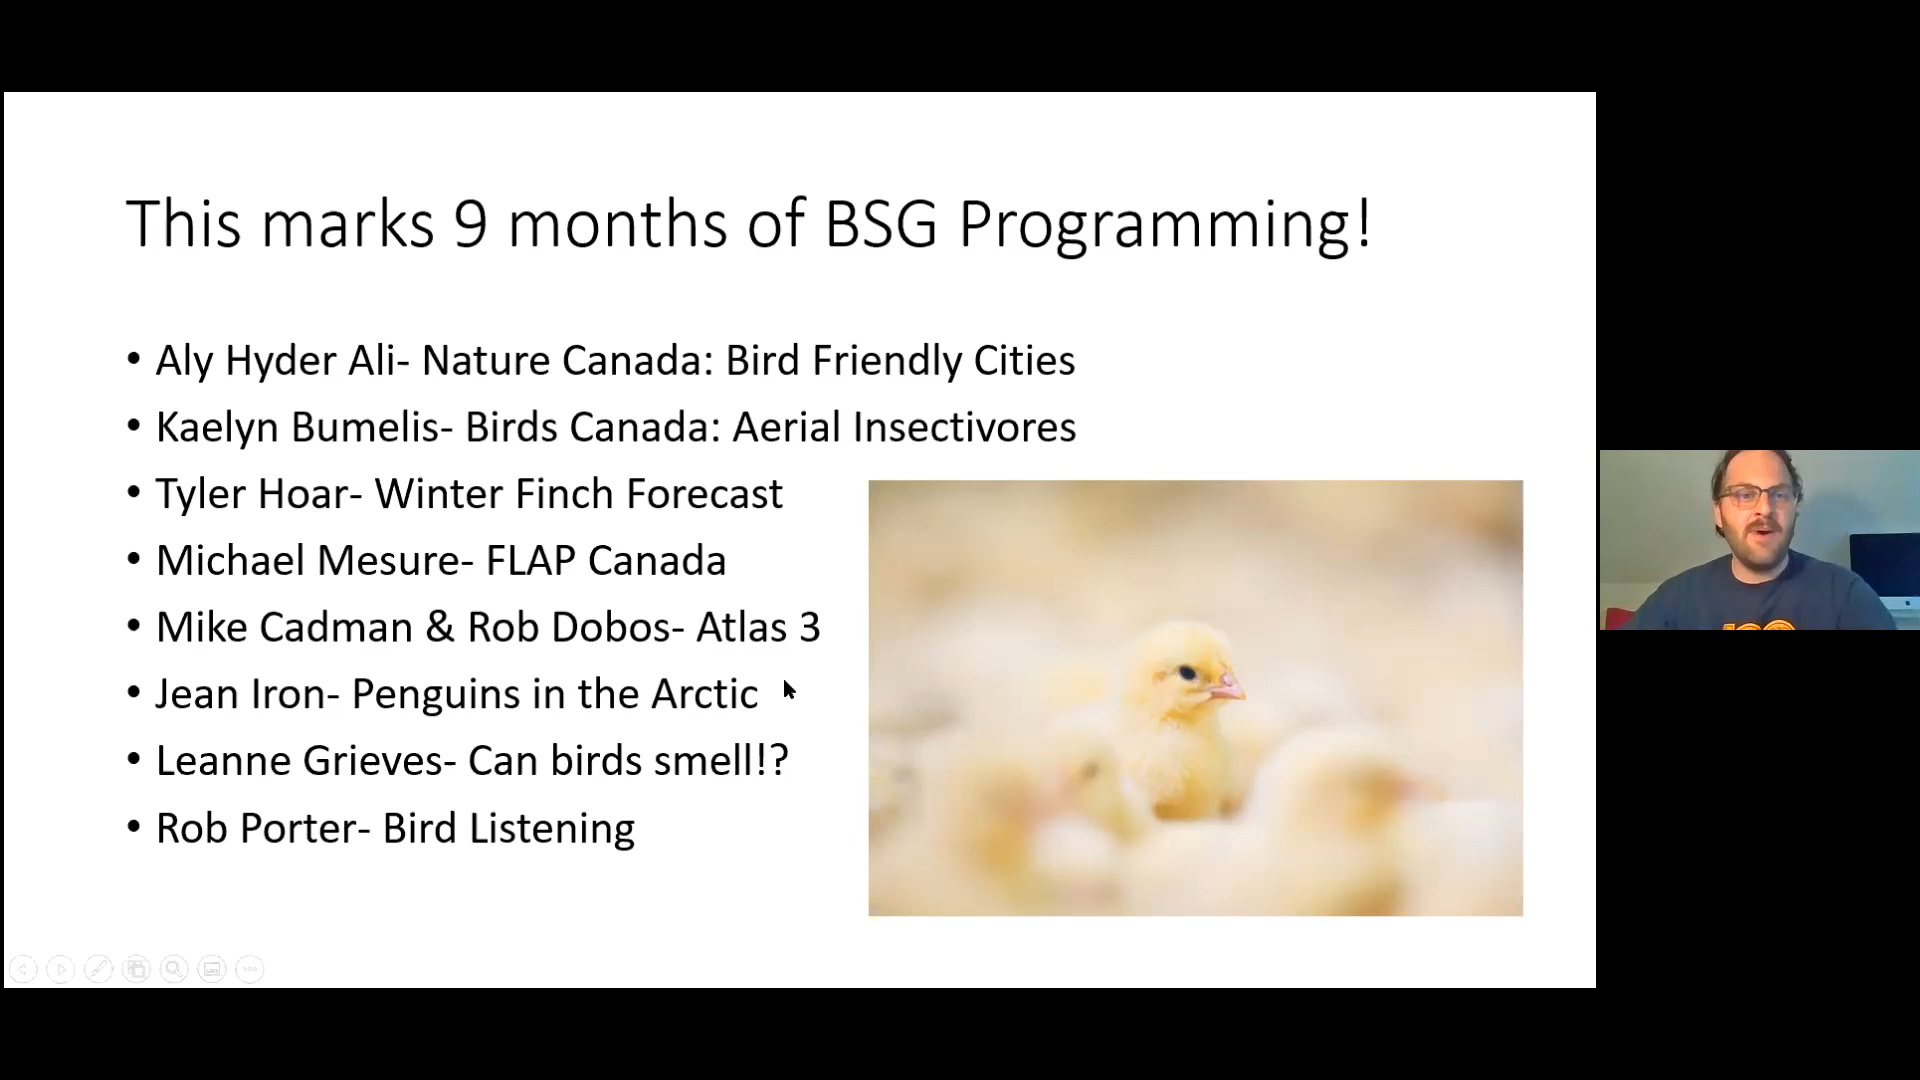 This marks 9 months of BSG Programming!
• Aly Hyder Ali- Nature Canada: Bird Friendly Cities
• Kaelyn Bumelis- Birds Canada: Aerial Insectivores
• Tyler Hoar- Winter Finch Forecast
• Michael Mesure- FLAP Canada
• Mike Cadman & Rob Dobos- Atlas 3
• Jean Iron- Penguins in the Arctic
• Leanne Grieves- Can birds smell!?
• Rob Porter- Bird Listening